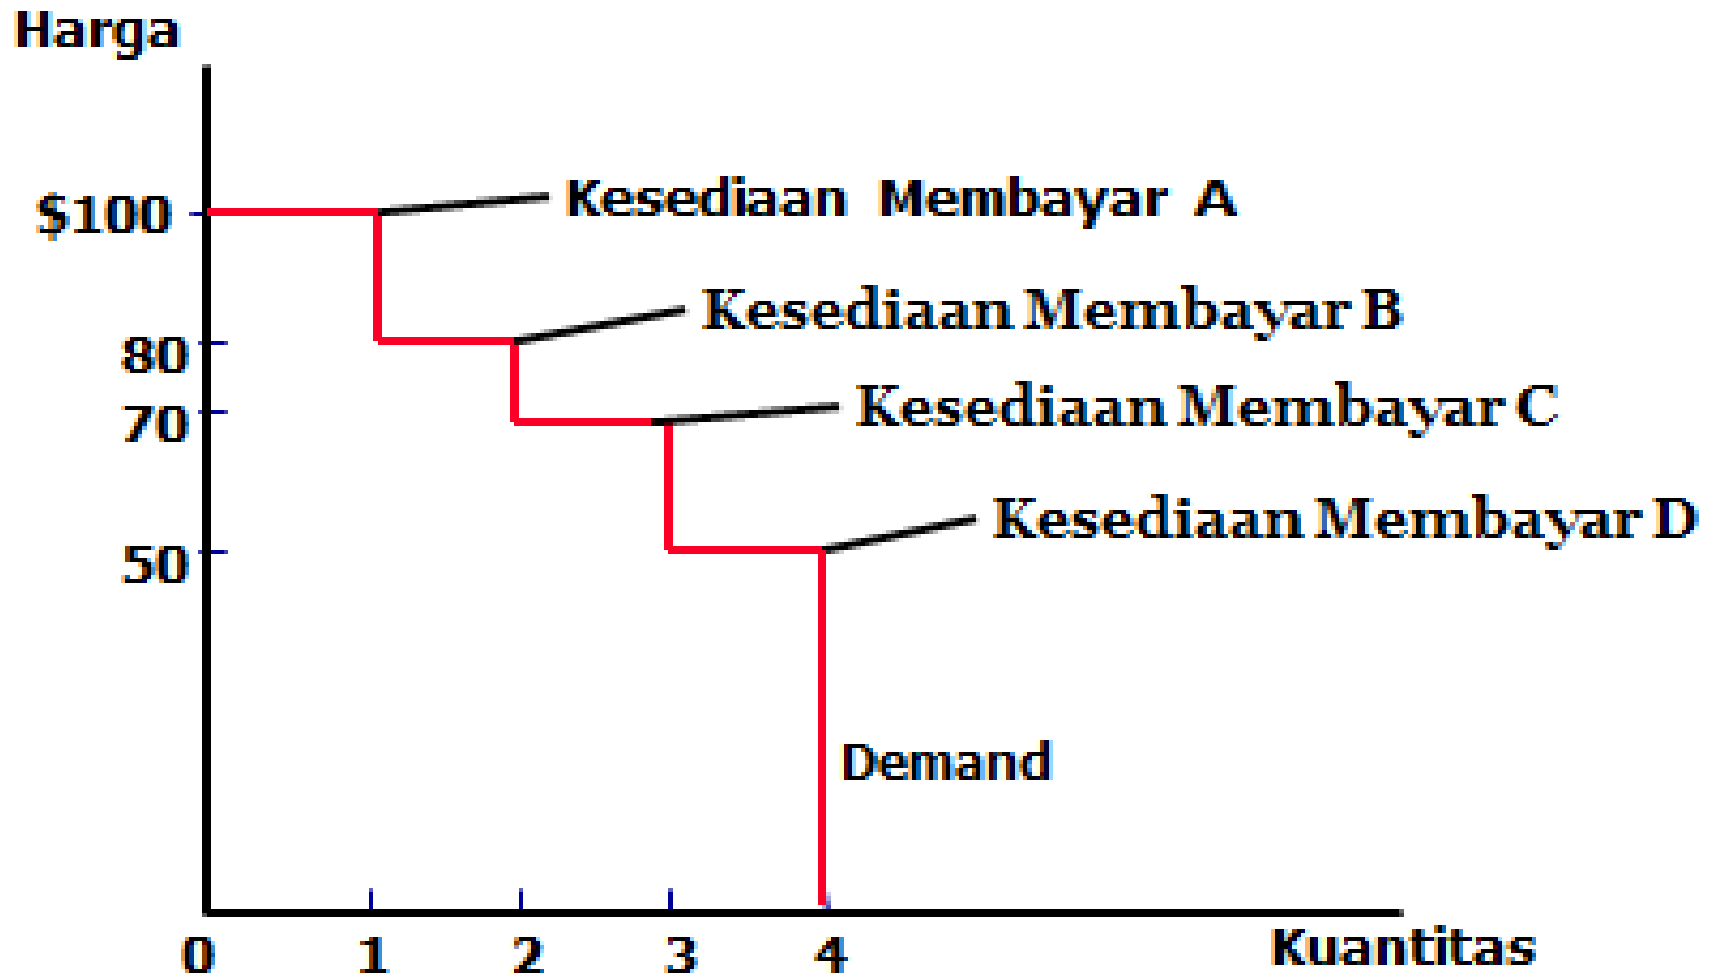 Harga
$100
Kesediaan Membayar A
Kesediaan Membayar B
80
Kesediaan Membayar C
70
Kesediaan Membayar D
50
Demand
0 1 2 3 4
Kuantitas